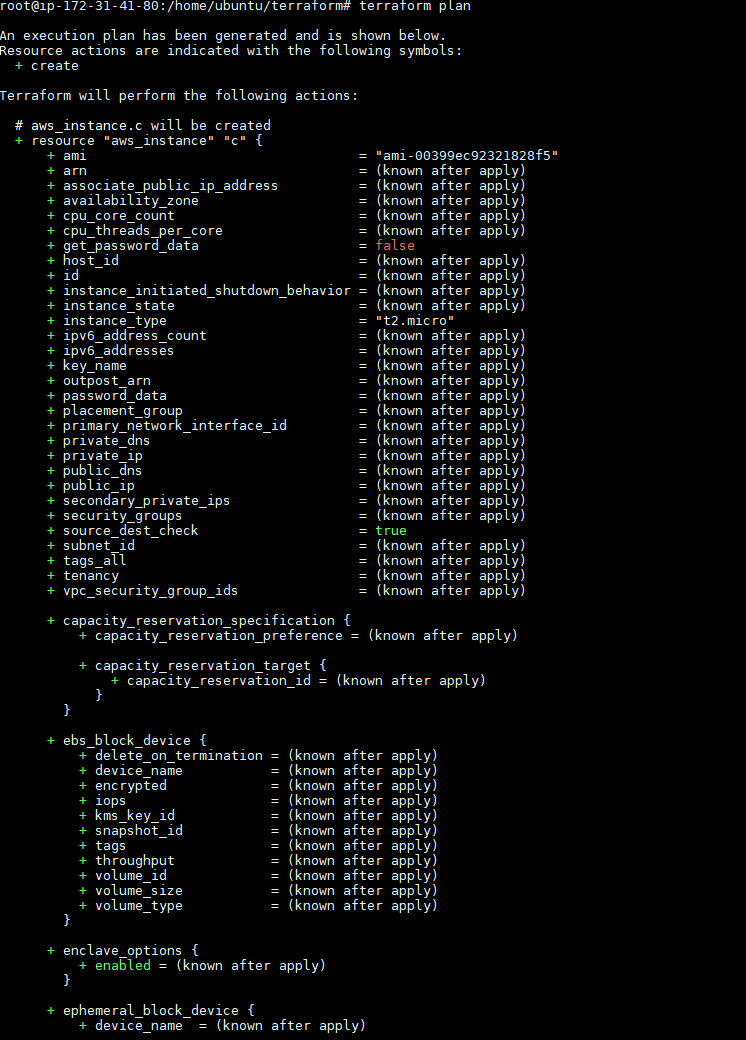 root@ip-172-31-41-80:/home/ubuntu/terraform# terraform plan
An execution plan has been generated and is shown below.
Resource actions are indicated with the following symbols:
  + create
Terraform will perform the following actions:
  # aws_instance.c will be created
  + resource "aws_instance" "c" {
      + ami                                  = "ami-00399ec92321828f5"
      + arn                                  = (known after apply)
      + associate_public_ip_address          = (known after apply)
      + availability_zone                    = (known after apply)
      + cpu_core_count                       = (known after apply)
      + cpu_threads_per_core                 = (known after apply)
      + get_password_data                    = false
      + host_id                              = (known after apply)
      + id                                   = (known after apply)
      + instance_initiated_shutdown_behavior = (known after apply)
      + instance_state                       = (known after apply)
      + instance_type                        = "t2.micro"
      + ipv6_address_count                   = (known after apply)
      + ipv6_addresses                       = (known after apply)
      + key_name                             = (known after apply)
      + outpost_arn                          = (known after apply)
      + password_data                        = (known after apply)
      + placement_group                      = (known after apply)
      + primary_network_interface_id         = (known after apply)
      + private_dns                          = (known after apply)
      + private_ip                           = (known after apply)
      + public_dns                           = (known after apply)
      + public_ip                            = (known after apply)
      + secondary_private_ips                = (known after apply)
      + security_groups                      = (known after apply)
      + source_dest_check                    = true
      + subnet_id                            = (known after apply)
      + tags_all                             = (known after apply)
      + tenancy                              = (known after apply)
      + vpc_security_group_ids               = (known after apply)
      + capacity_reservation_specification {
          + capacity_reservation_preference = (known after apply)
          + capacity_reservation_target {
              + capacity_reservation_id = (known after apply)
            }
        }
      + ebs_block_device {
          + delete_on_termination = (known after apply)
          + device_name           = (known after apply)
          + encrypted             = (known after apply)
          + iops                  = (known after apply)
          + kms_key_id            = (known after apply)
          + snapshot_id           = (known after apply)
          + tags                  = (known after apply)
          + throughput            = (known after apply)
          + volume_id             = (known after apply)
          + volume_size           = (known after apply)
          + volume_type           = (known after apply)
        }
      + enclave_options {
          + enabled = (known after apply)
        }
      + ephemeral_block_device {
          + device_name  = (known after apply)